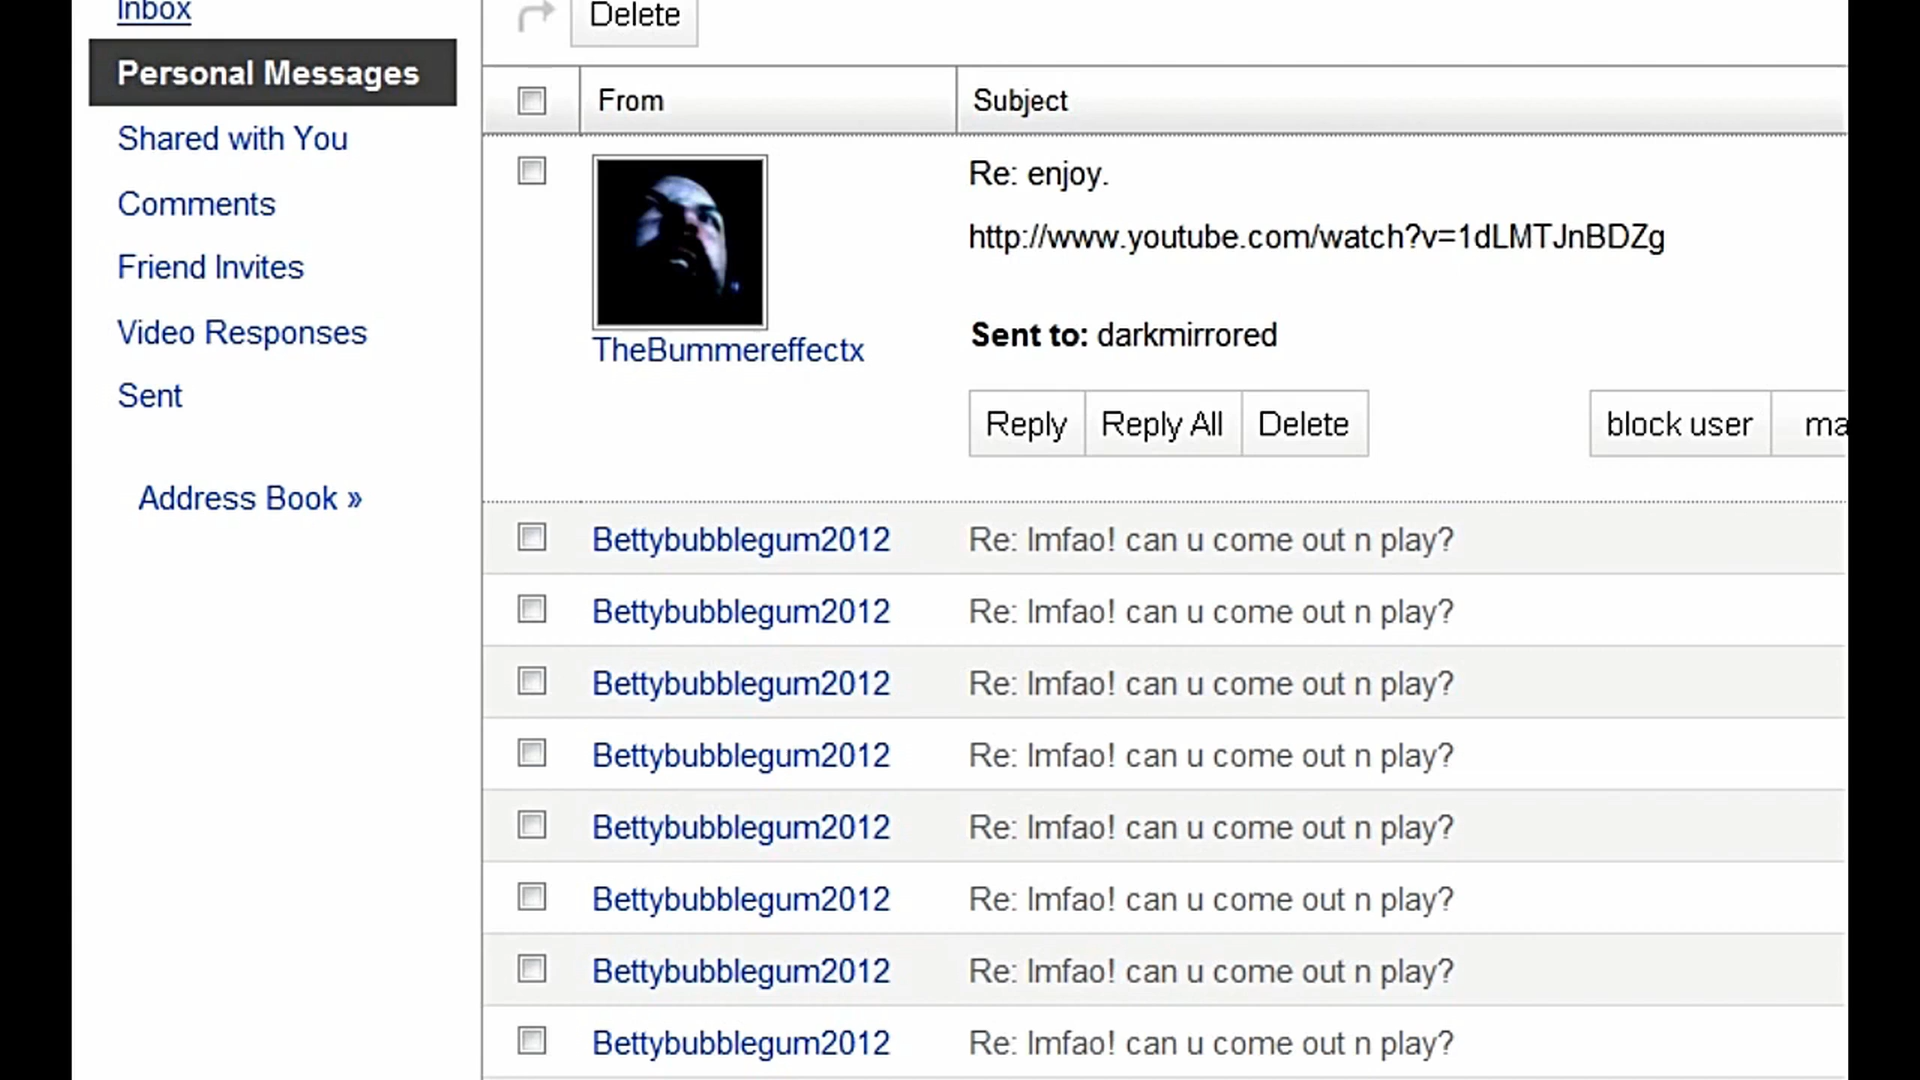 Inbox
Personal Messages
Shared with You
Comments
Friend Invites
Video Responses
Sent
Address Book »
Delete
From
Subject
TheBummereffectx
Re: enjoy.
http://www.youtube.com/watch?v=1dLMTJnBDZg
Sent to: darkmirrored
Reply Reply All Delete block user ma
Bettybubblegum2012 Re: lmfao! can u come out n play?
Bettybubblegum2012 Re: lmfao! can u come out n play?
Bettybubblegum2012 Re: lmfao! can u come out n play?
Bettybubblegum2012 Re: lmfao! can u come out n play?
Bettybubblegum2012 Re: lmfao! can u come out n play?
Bettybubblegum2012 Re: lmfao! can u come out n play?
Bettybubblegum2012 Re: lmfao! can u come out n play?
Bettybubblegum2012 Re: lmfao! can u come out n play?